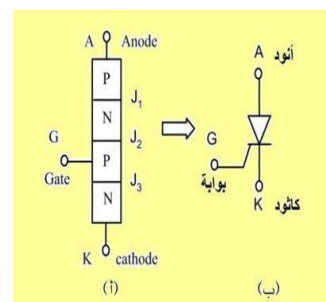 A Anode
P
J1
N
J2
G
P
Gate
J3
N
K cathode
(أ)
A أنود
G
بوابة
K كاثود
(ب)